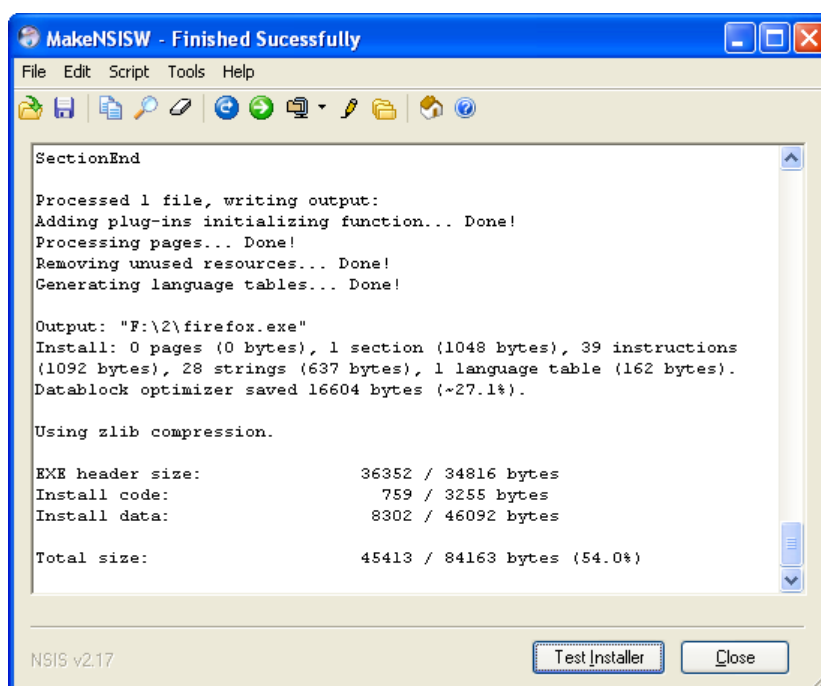 MakeNSISW - Finished Sucessfully
File Edit Script Tools Help
SectionEnd
Processed 1 file, writing output:
Adding plug-ins initializing function... Done!
Processing pages... Done!
Removing unused resources... Done!
Generating language tables... Done!
Output: "F:\2\firefox.exe"
Install: 0 pages (0 bytes), 1 section (1048 bytes), 39 instructions
(1092 bytes), 28 strings (637 bytes), 1 language table (162 bytes).
Datablock optimizer saved 16604 bytes (~27.1%).
Using zlib compression.
EXE header size: 36352 / 34816 bytes
Install code: 759 / 3255 bytes
Install data: 8302 / 46092 bytes
Total size: 45413 / 84163 bytes (54.0%)
NSIS v2.17 Test Installer Close